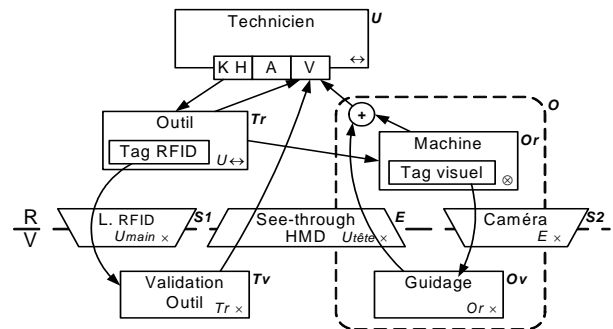 Technicien U
↔
K H A V
O
Outil Tr
Tag RFID
U↔
+
Machine Or
Tag visuel
⊗
R
V
L. RFID S1
Umain ×
See-through E
HMD Utête ×
Caméra S2
E ×
Validation Tv
Outil
Tr ×
Guidage Ov
Or ×